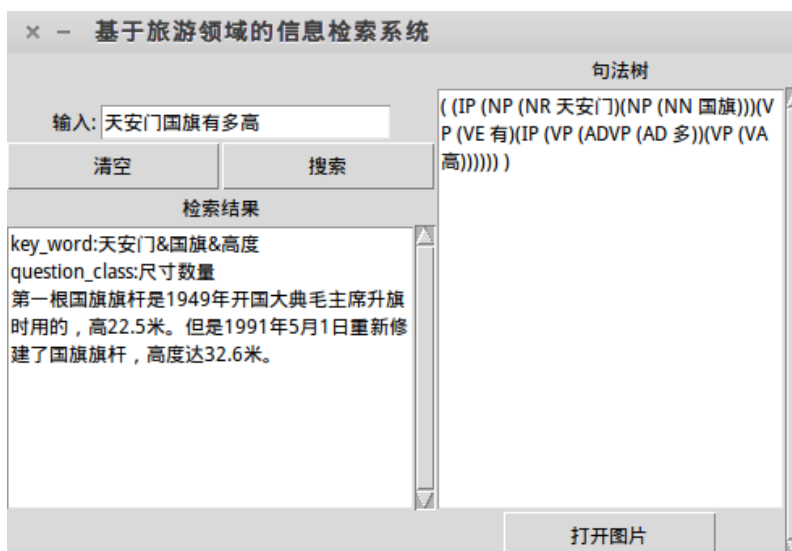 × － 基于旅游领域的信息检索系统
输入: 天安门国旗有多高
清空 搜索
检索结果
key_word:天安门&国旗&高度
question_class:尺寸数量
第一根国旗旗杆是1949年开国大典毛主席升旗
时用的，高22.5米。但是1991年5月1日重新修
建了国旗旗杆，高度达32.6米。
句法树
( (IP (NP (NR 天安门)(NP (NN 国旗)))(V
P (VE 有)(IP (VP (ADVP (AD 多))(VP (VA
高)))))) )
打开图片